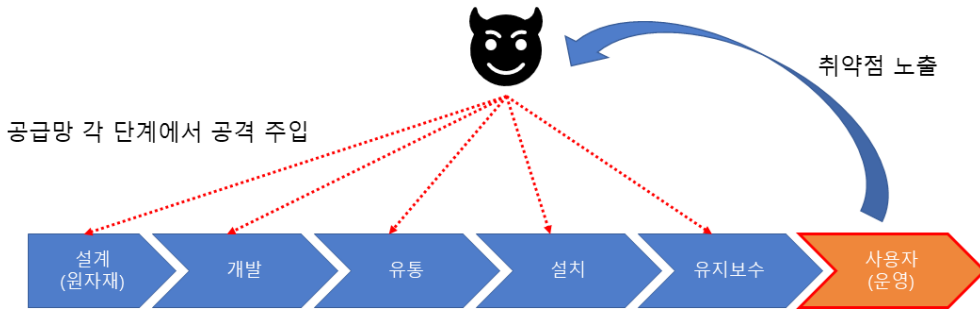 취약점 노출
공급망 각 단계에서 공격 주입
설계
(원자재)
개발
유통
설치
유지보수
사용자
(운영)